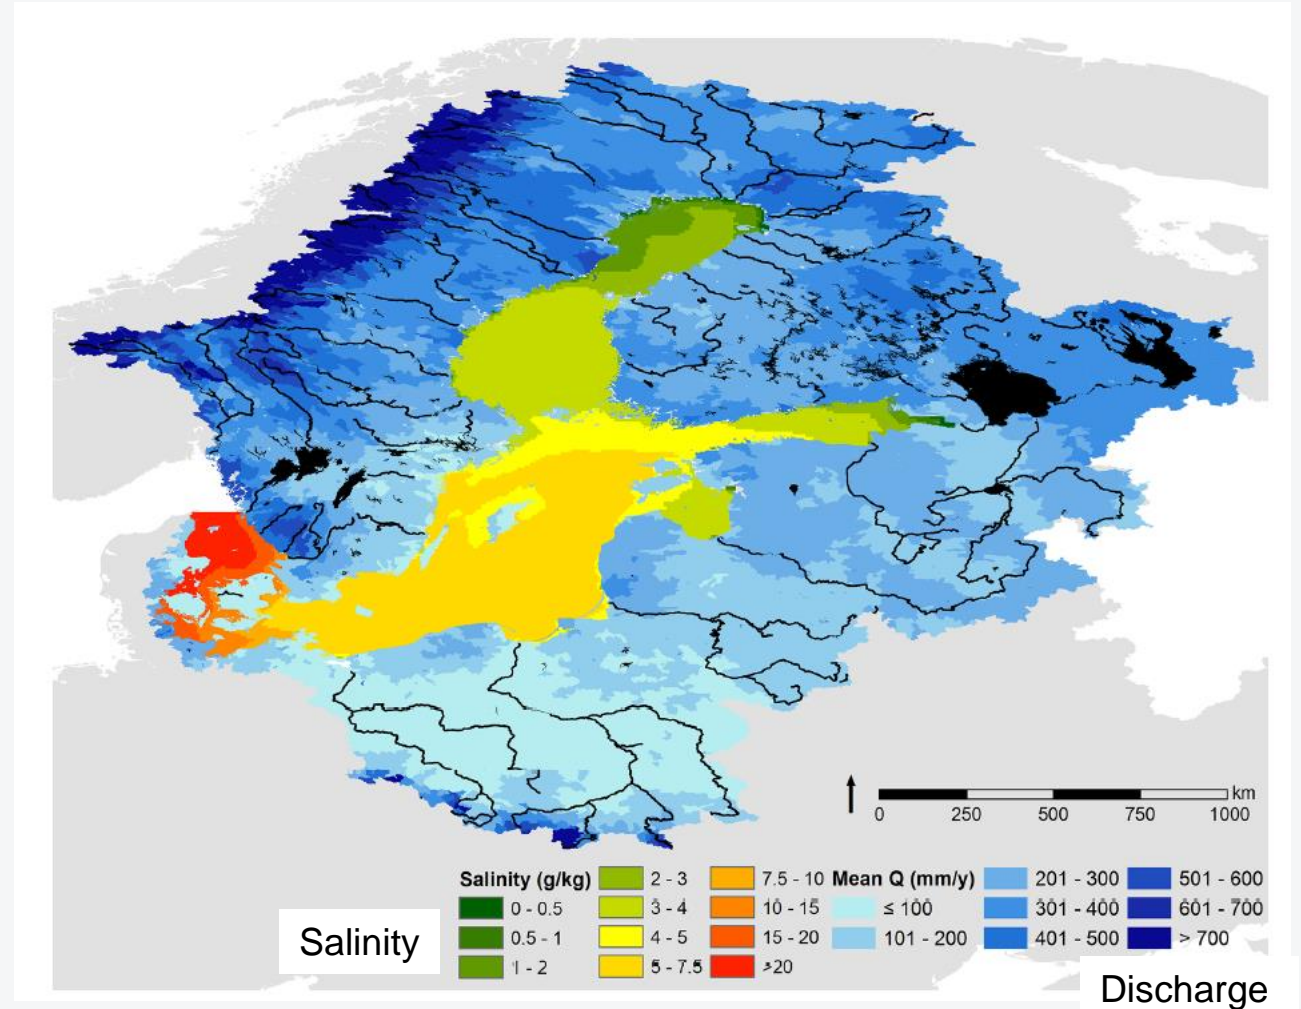 km
0 250 500 750 1000
Salinity (g/kg)
0 - 0.5
0.5 - 1
1 - 2
2 - 3
3 - 4
4 - 5
5 - 7.5
7.5 - 10
10 - 15
15 - 20
>20
Mean Q (mm/y)
≤ 100
101 - 200
201 - 300
301 - 400
401 - 500
501 - 600
601 - 700
> 700
Salinity
Discharge